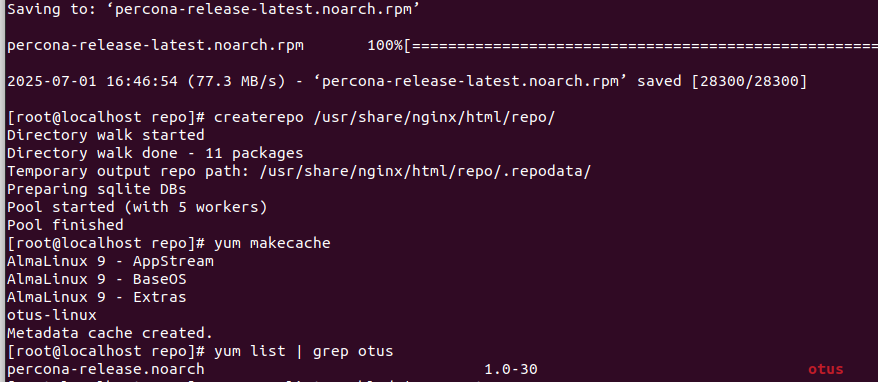 Saving to: ‘percona-release-latest.noarch.rpm’
percona-release-latest.noarch.rpm 100%[====================================================
2025-07-01 16:46:54 (77.3 MB/s) - ‘percona-release-latest.noarch.rpm’ saved [28300/28300]
[root@localhost repo]# createrepo /usr/share/nginx/html/repo/
Directory walk started
Directory walk done - 11 packages
Temporary output repo path: /usr/share/nginx/html/repo/.repodata/
Preparing sqlite DBs
Pool started (with 5 workers)
Pool finished
[root@localhost repo]# yum makecache
AlmaLinux 9 - AppStream
AlmaLinux 9 - BaseOS
AlmaLinux 9 - Extras
otus-linux
Metadata cache created.
[root@localhost repo]# yum list | grep otus
percona-release.noarch 1.0-30 otus